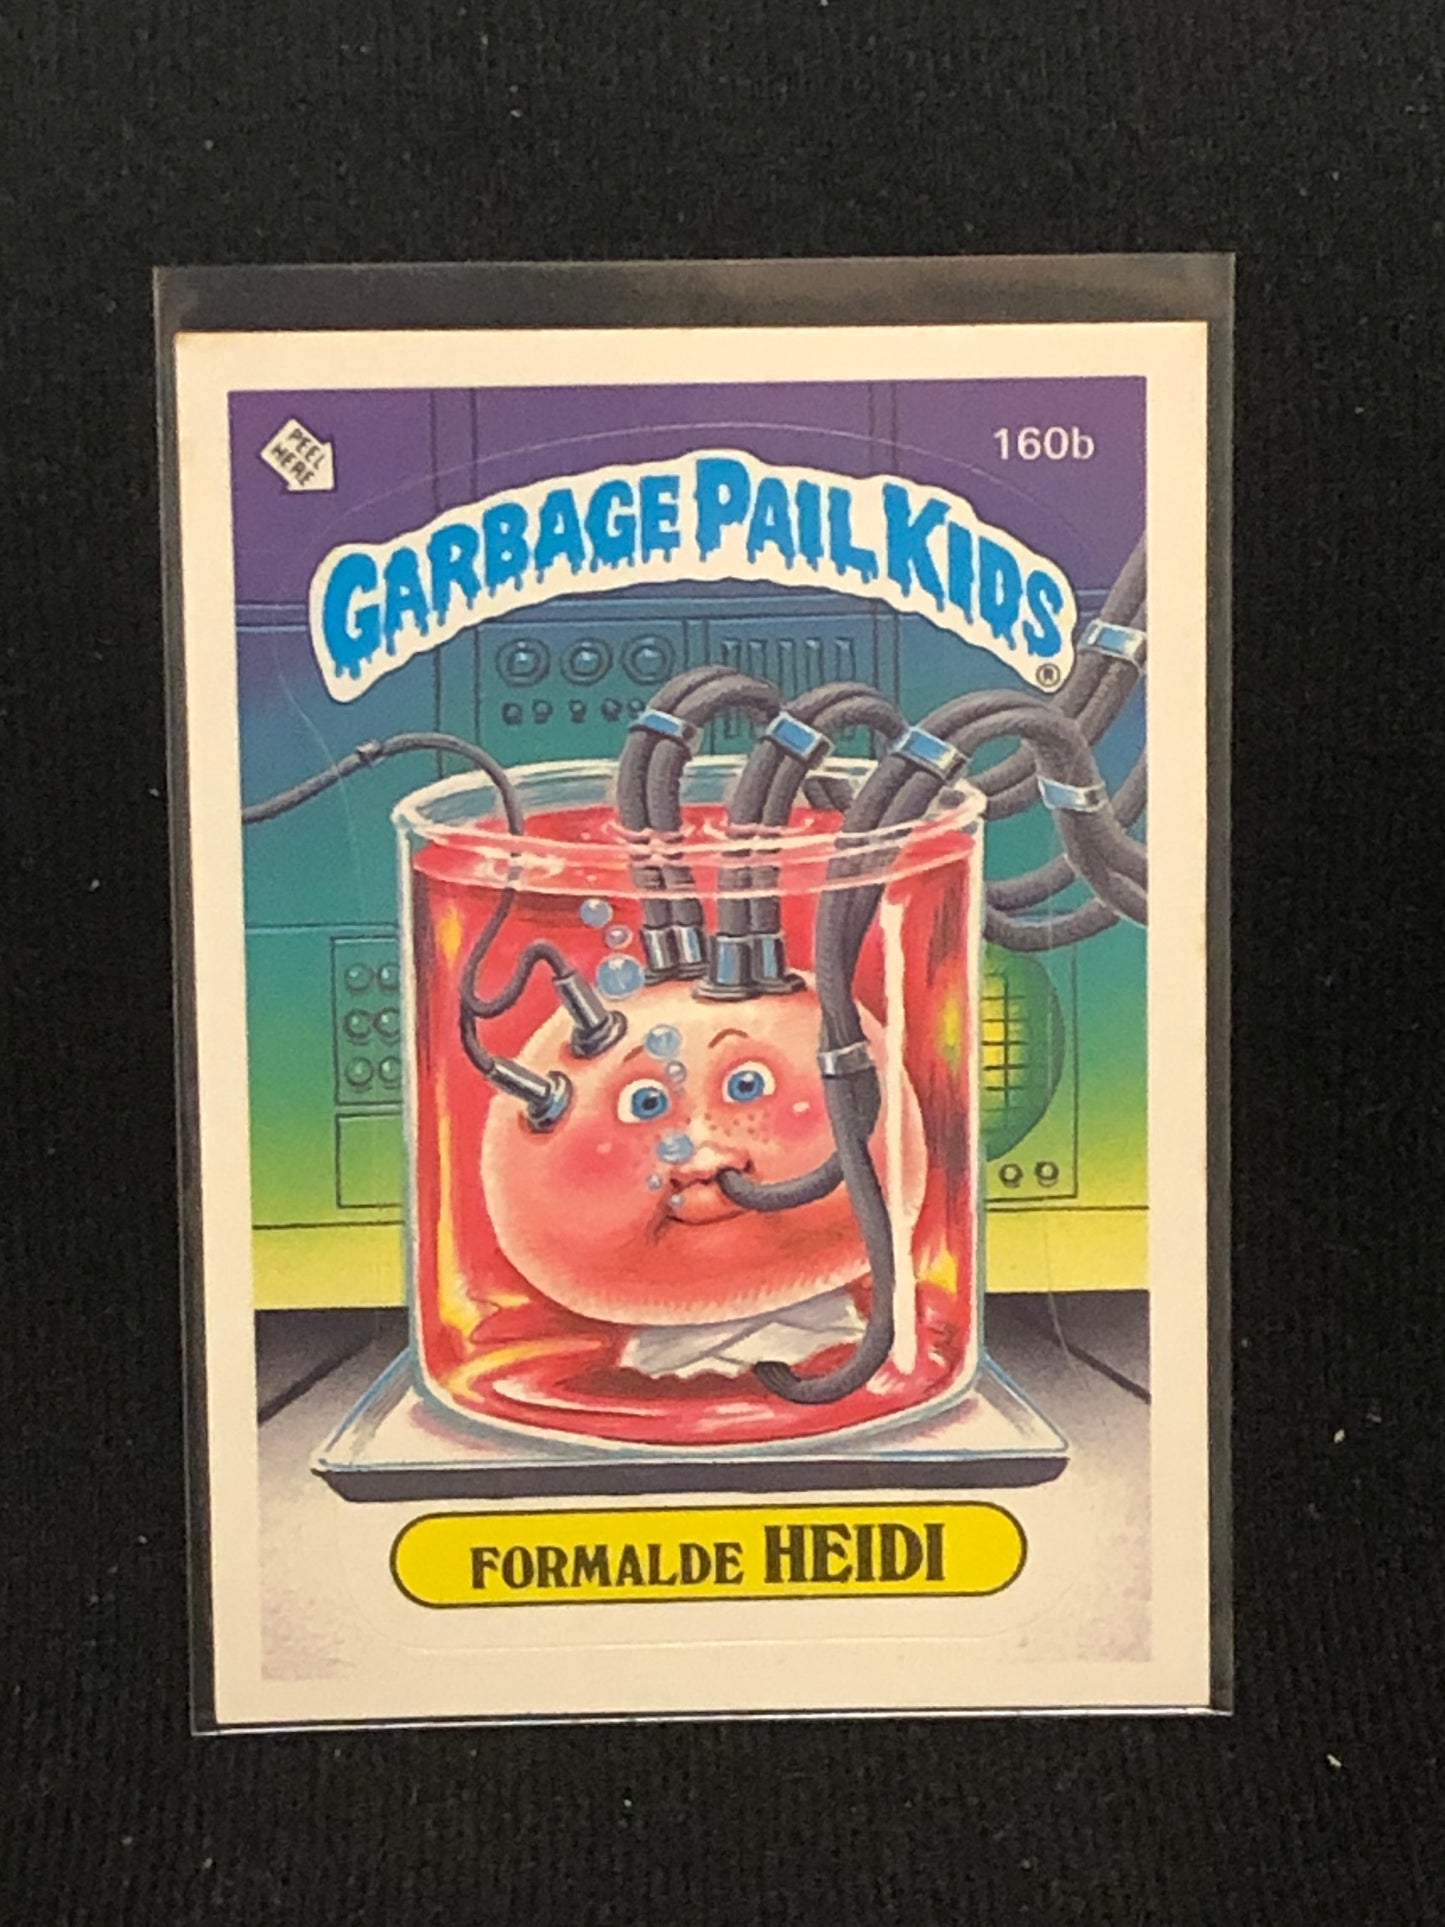 PEEL
HERE
160b
GARBAGE PAIL KIDS
®
FORMALDE HEIDI